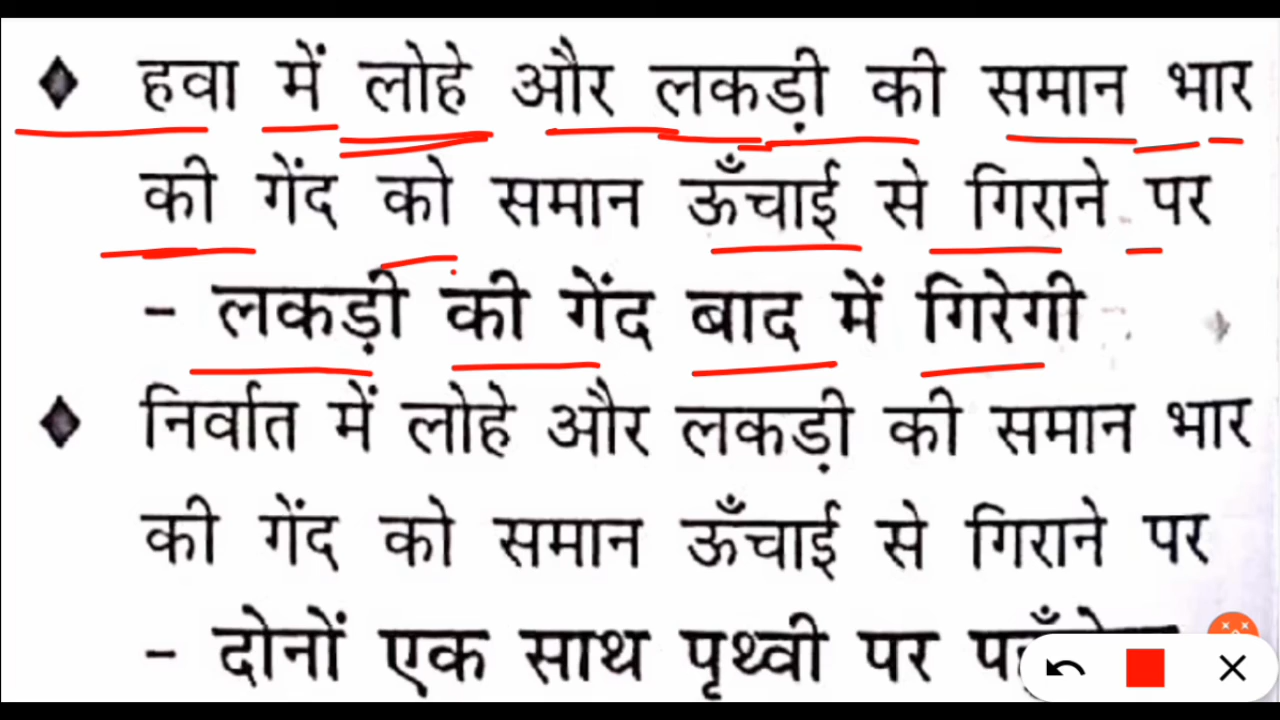 ♦ हवा में लोहे और लकड़ी की समान भार
की गेंद को समान ऊँचाई से गिराने पर
- लकड़ी की गेंद बाद में गिरेगी
♦ निर्वात में लोहे और लकड़ी की समान भार
की गेंद को समान ऊँचाई से गिराने पर
- दोनों एक साथ पृथ्वी पर